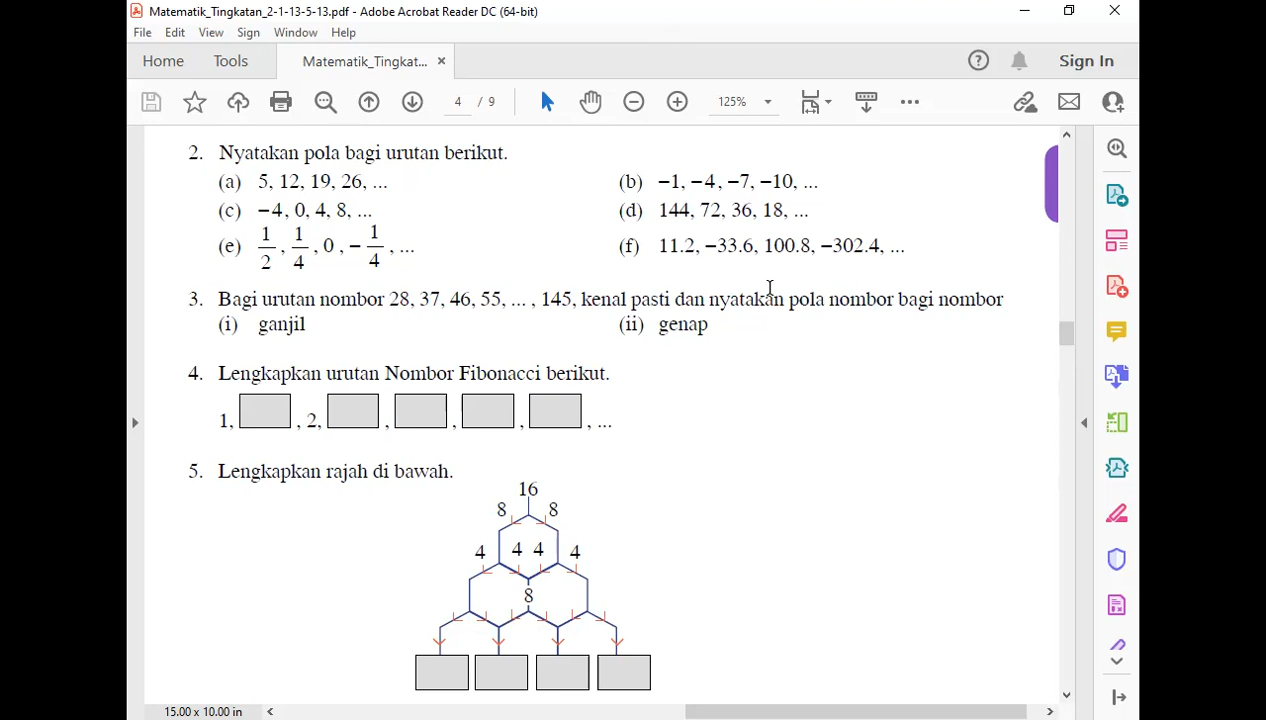 Matematik_Tingkatan_2-1-13-5-13.pdf - Adobe Acrobat Reader DC (64-bit)
File Edit View Sign Window Help
Home Tools Matematik_Tingkat... × Sign In
4 / 9 125%
2. Nyatakan pola bagi urutan berikut.
(a) 5, 12, 19, 26, ... (b) −1, −4, −7, −10, ...
(c) −4, 0, 4, 8, ... (d) 144, 72, 36, 18, ...
(e) 1/2, 1/4, 0, −1/4, ... (f) 11.2, −33.6, 100.8, −302.4, ...
3. Bagi urutan nombor 28, 37, 46, 55, ... , 145, kenal pasti dan nyatakan pola nombor bagi nombor
(i) ganjil (ii) genap
4. Lengkapkan urutan Nombor Fibonacci berikut.
1, , 2, , , , , ...
5. Lengkapkan rajah di bawah.
16
8 8
4 4 4 4
8
15.00 x 10.00 in